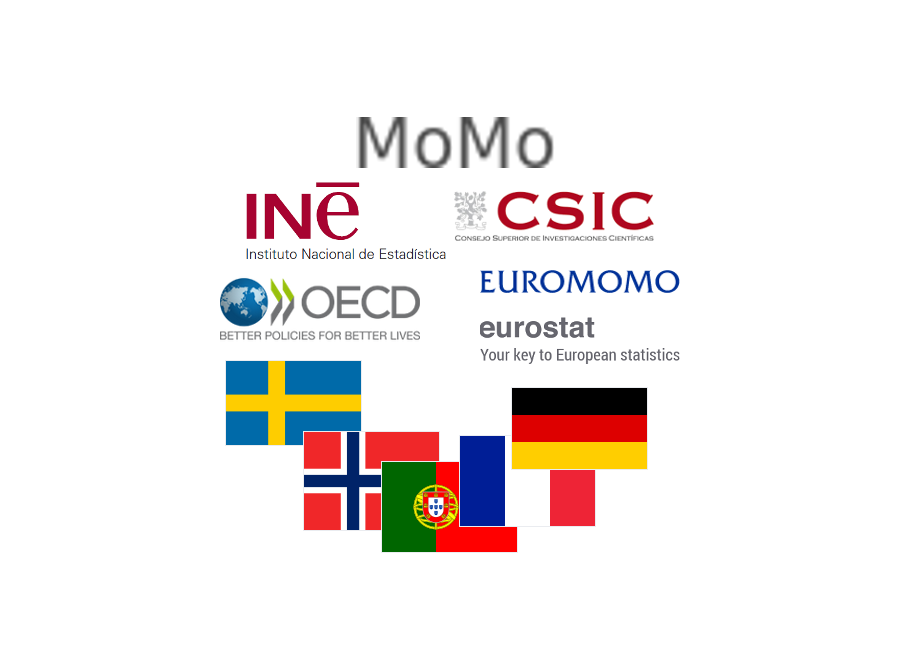 MoMo
INē
Instituto Nacional de Estadística
CSIC
CONSEJO SUPERIOR DE INVESTIGACIONES CIENTÍFICAS
OECD
BETTER POLICIES FOR BETTER LIVES
EUROMOMO
eurostat
Your key to European statistics